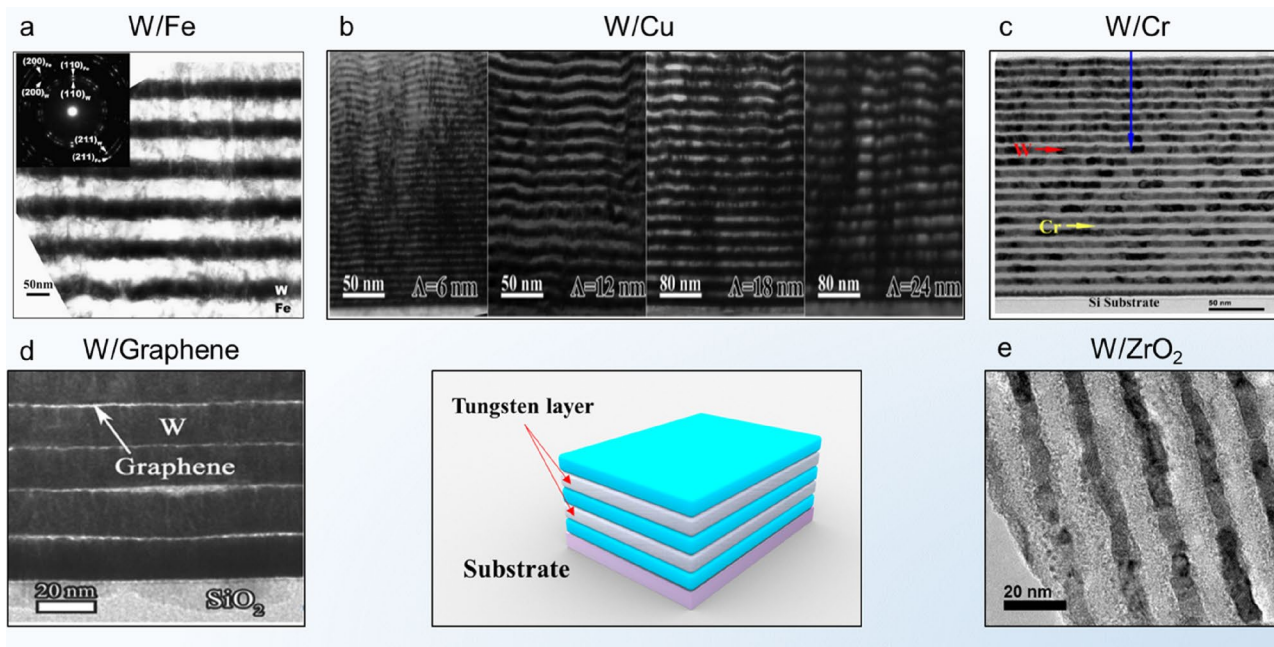 a W/Fe
(200)Fe
(110)Fe
(200)W
(110)W
(211)W
(211)Fe
50nm
W
Fe
b W/Cu
50 nm Λ=6 nm
50 nm Λ=12 nm
80 nm Λ=18 nm
80 nm Λ=24 nm
c W/Cr
W
Cr
Si Substrate
50 nm
d W/Graphene
W
Graphene
20 nm
SiO₂
Tungsten layer
Substrate
e W/ZrO₂
20 nm